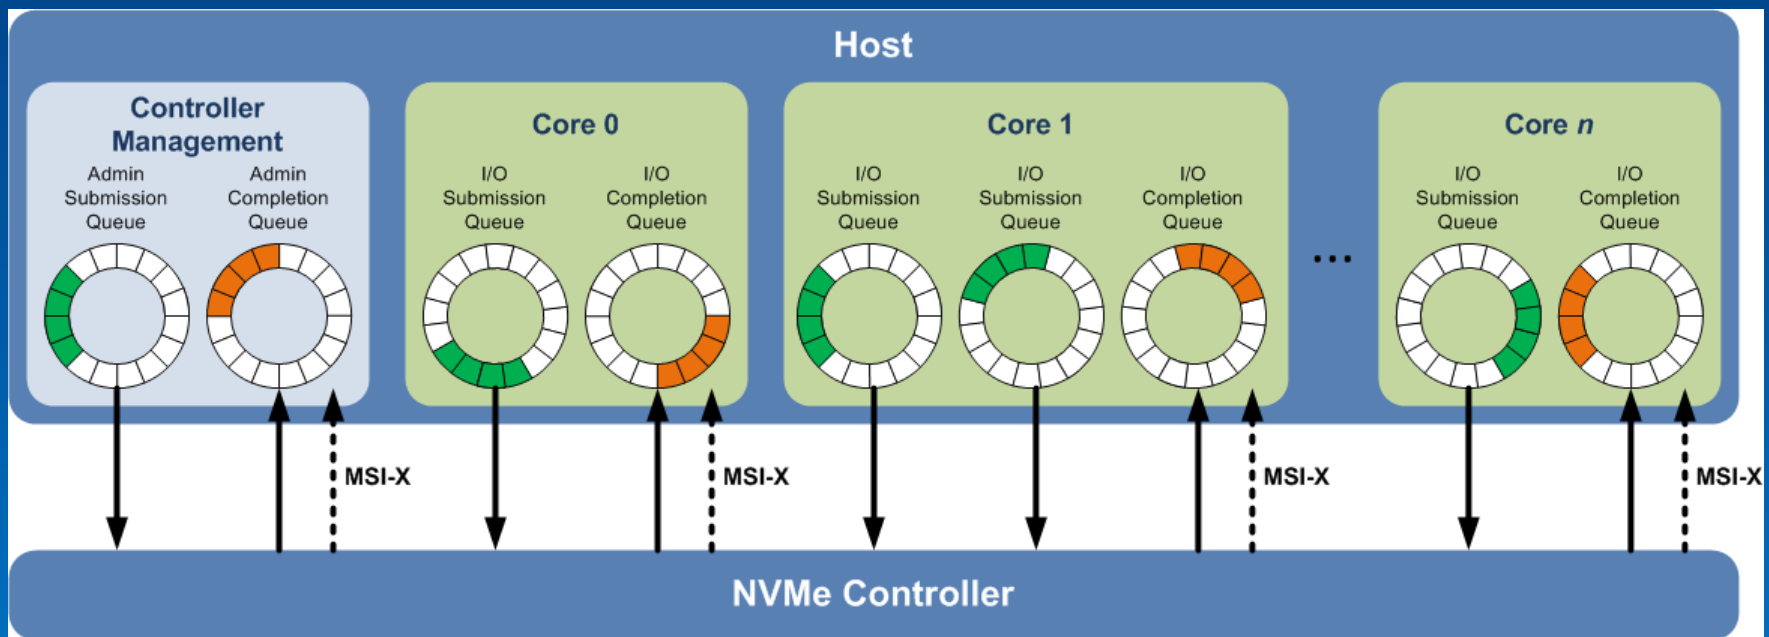 Host
Controller
Management
Admin
Submission
Queue
Admin
Completion
Queue
Core 0
I/O
Submission
Queue
I/O
Completion
Queue
Core 1
I/O
Submission
Queue
I/O
Submission
Queue
I/O
Completion
Queue
...
Core n
I/O
Submission
Queue
I/O
Completion
Queue
MSI-X
MSI-X
MSI-X
MSI-X
NVMe Controller